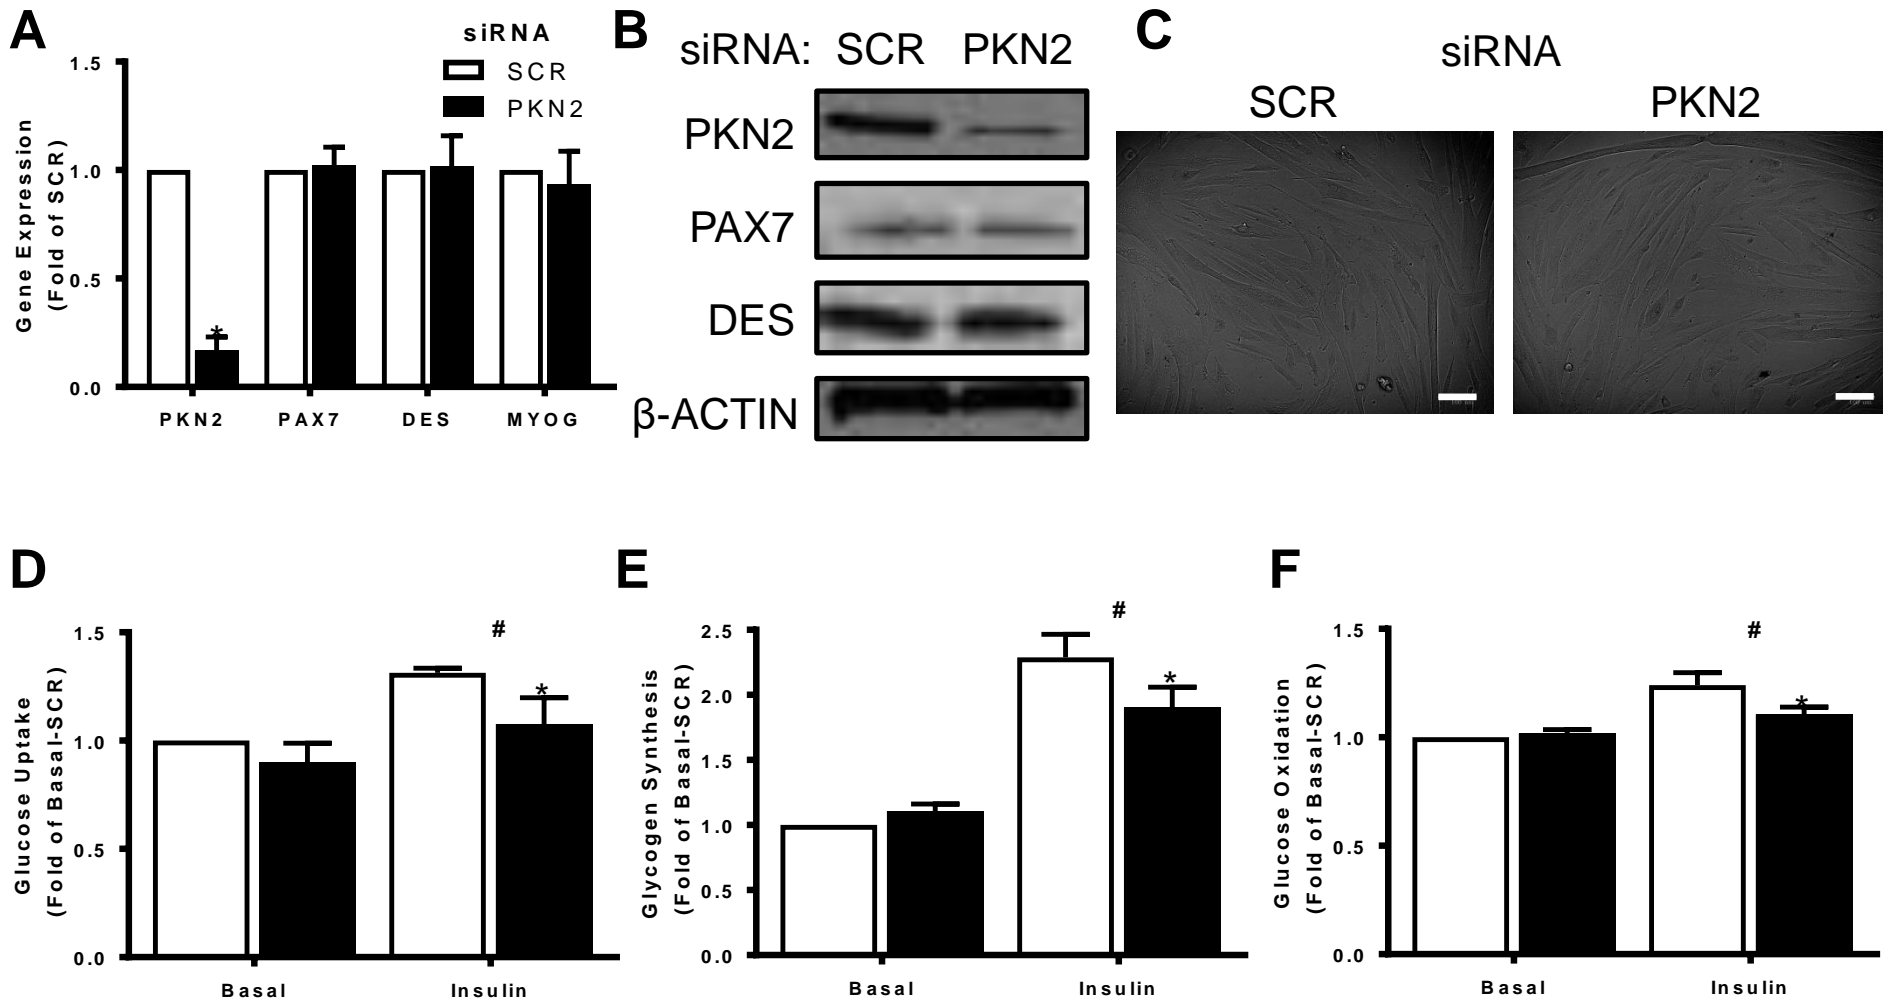 A
siRNA
SCR
PKN2
1.5
1.0
0.5
0.0
Gene Expression
(Fold of SCR)
*
PKN2 PAX7 DES MYOG
B
siRNA: SCR PKN2
PKN2
PAX7
DES
β-ACTIN
C
siRNA
SCR PKN2
D
1.5
1.0
0.5
0.0
Glucose Uptake
(Fold of Basal-SCR)
#
*
Basal Insulin
E
2.5
2.0
1.5
1.0
0.5
0.0
Glycogen Synthesis
(Fold of Basal-SCR)
#
*
Basal Insulin
F
1.5
1.0
0.5
0.0
Glucose Oxidation
(Fold of Basal-SCR)
#
*
Basal Insulin